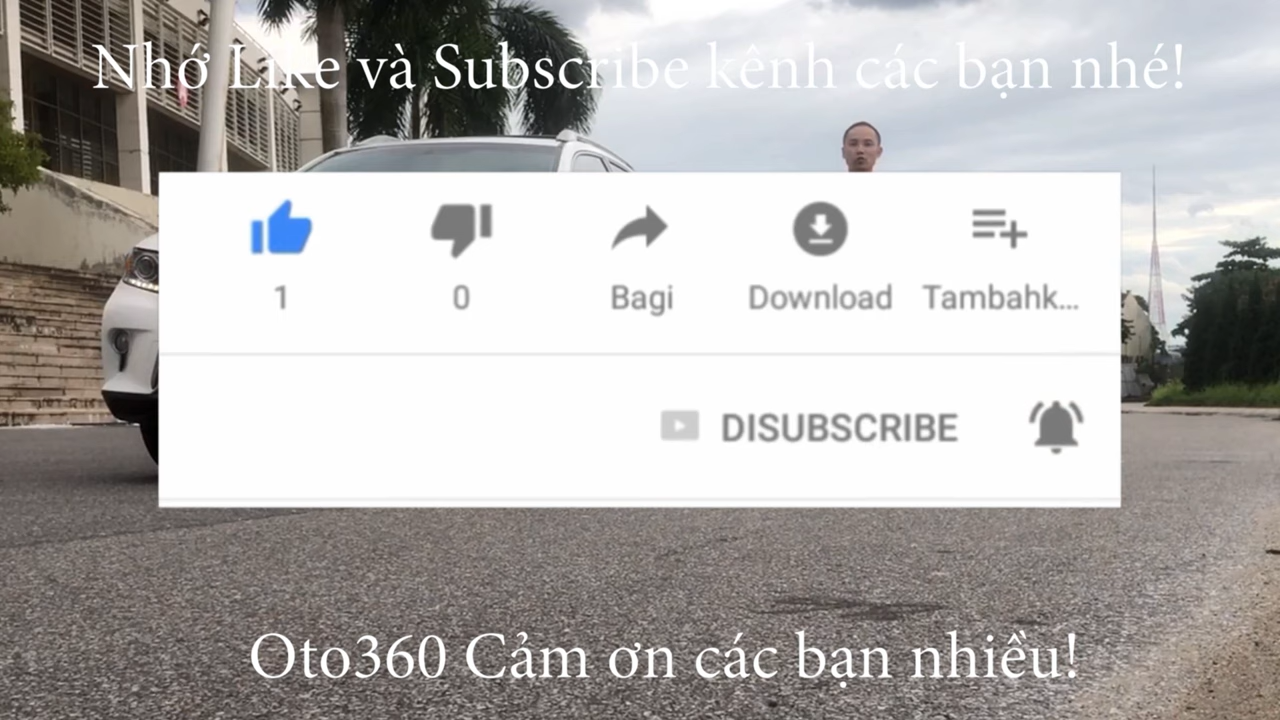 Nhớ Like và Subscribe kênh các bạn nhé!
1 0 Bagi Download Tambahk...
DISUBSCRIBE
Oto360 Cảm ơn các bạn nhiều!